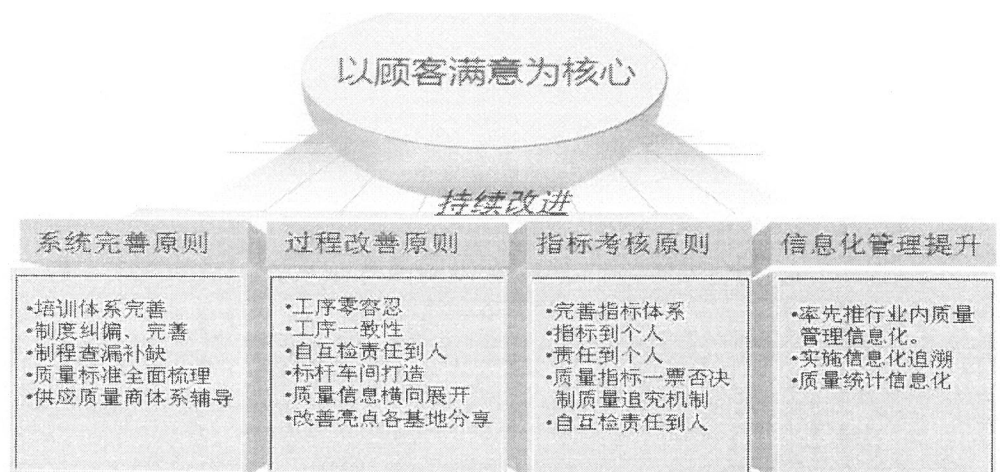 以顾客满意为核心
持续改进
系统完善原则
•培训体系完善
•制度纠偏、完善
•制程查漏补缺
•质量标准全面梳理
•供应质量商体系辅导
过程改善原则
•工序零容忍
•工序一致性
•自互检责任到人
•标杆车间打造
•质量信息横向展开
•改善亮点各基地分享
指标考核原则
•完善指标体系
•指标到个人
•责任到个人
•质量指标一票否决
制质量追究机制
•自互检责任到人
信息化管理提升
•率先推行业内质量
管理信息化。
•实施信息化追溯
•质量统计信息化